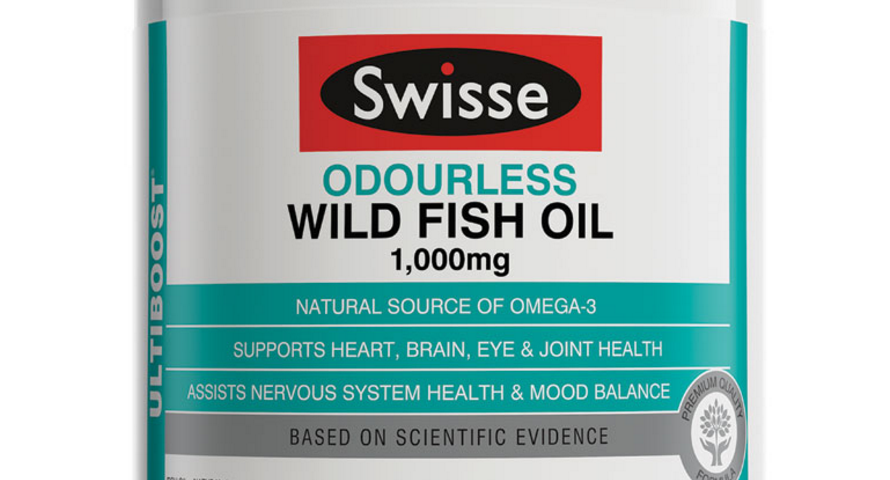 Swisse
ODOURLESS
WILD FISH OIL
1,000mg
NATURAL SOURCE OF OMEGA-3
SUPPORTS HEART, BRAIN, EYE & JOINT HEALTH
ASSISTS NERVOUS SYSTEM HEALTH & MOOD BALANCE
BASED ON SCIENTIFIC EVIDENCE
ULTIBOOST®
PREMIUM QUALITY
FORMULA